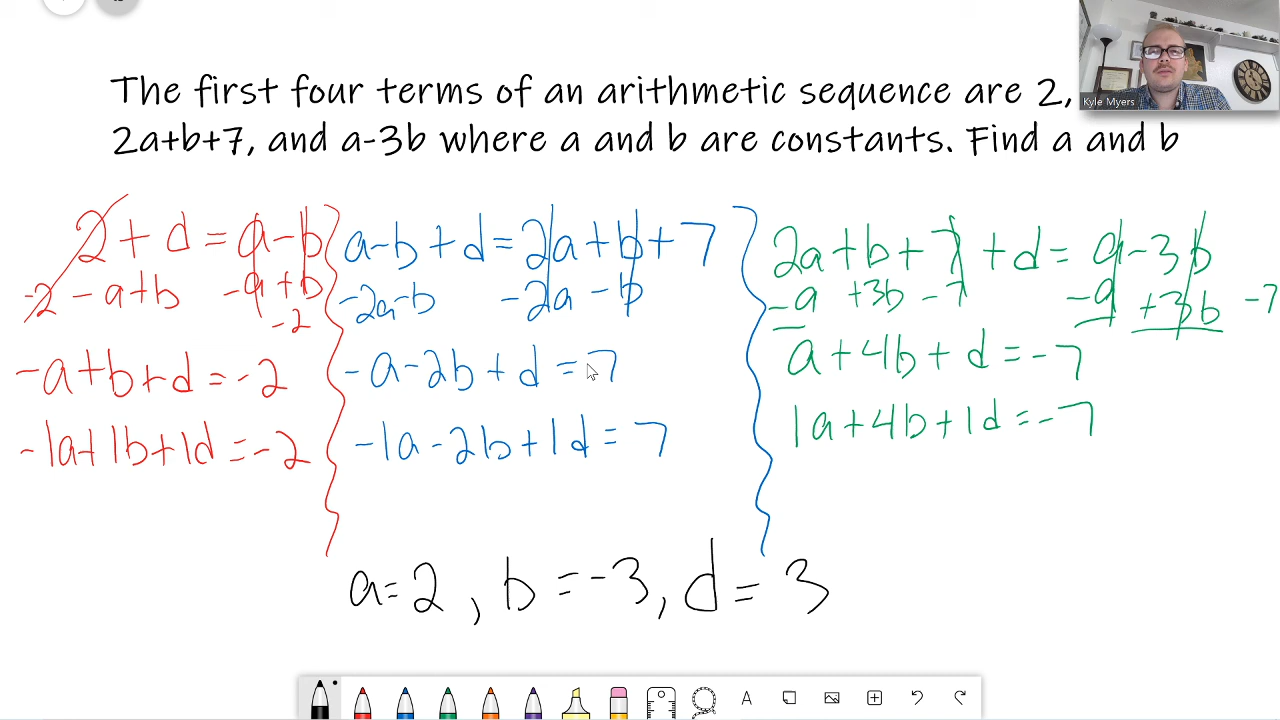 The first four terms of an arithmetic sequence are 2,
2a+b+7, and a-3b where a and b are constants. Find a and b
Kyle Myers
2 + d = a - b
-2 - a + b - a + b
-2
-a + b + d = -2
-1a + 1b + 1d = -2
a - b + d = 2a + b + 7
-2a - b - 2a - b
-a - 2b + d = 7
-1a - 2b + 1d = 7
2a + b + 7 + d = a - 3b
-a +3b -7 -a +3b -7
a + 4b + d = -7
1a + 4b + 1d = -7
a = 2 , b = -3, d = 3
A